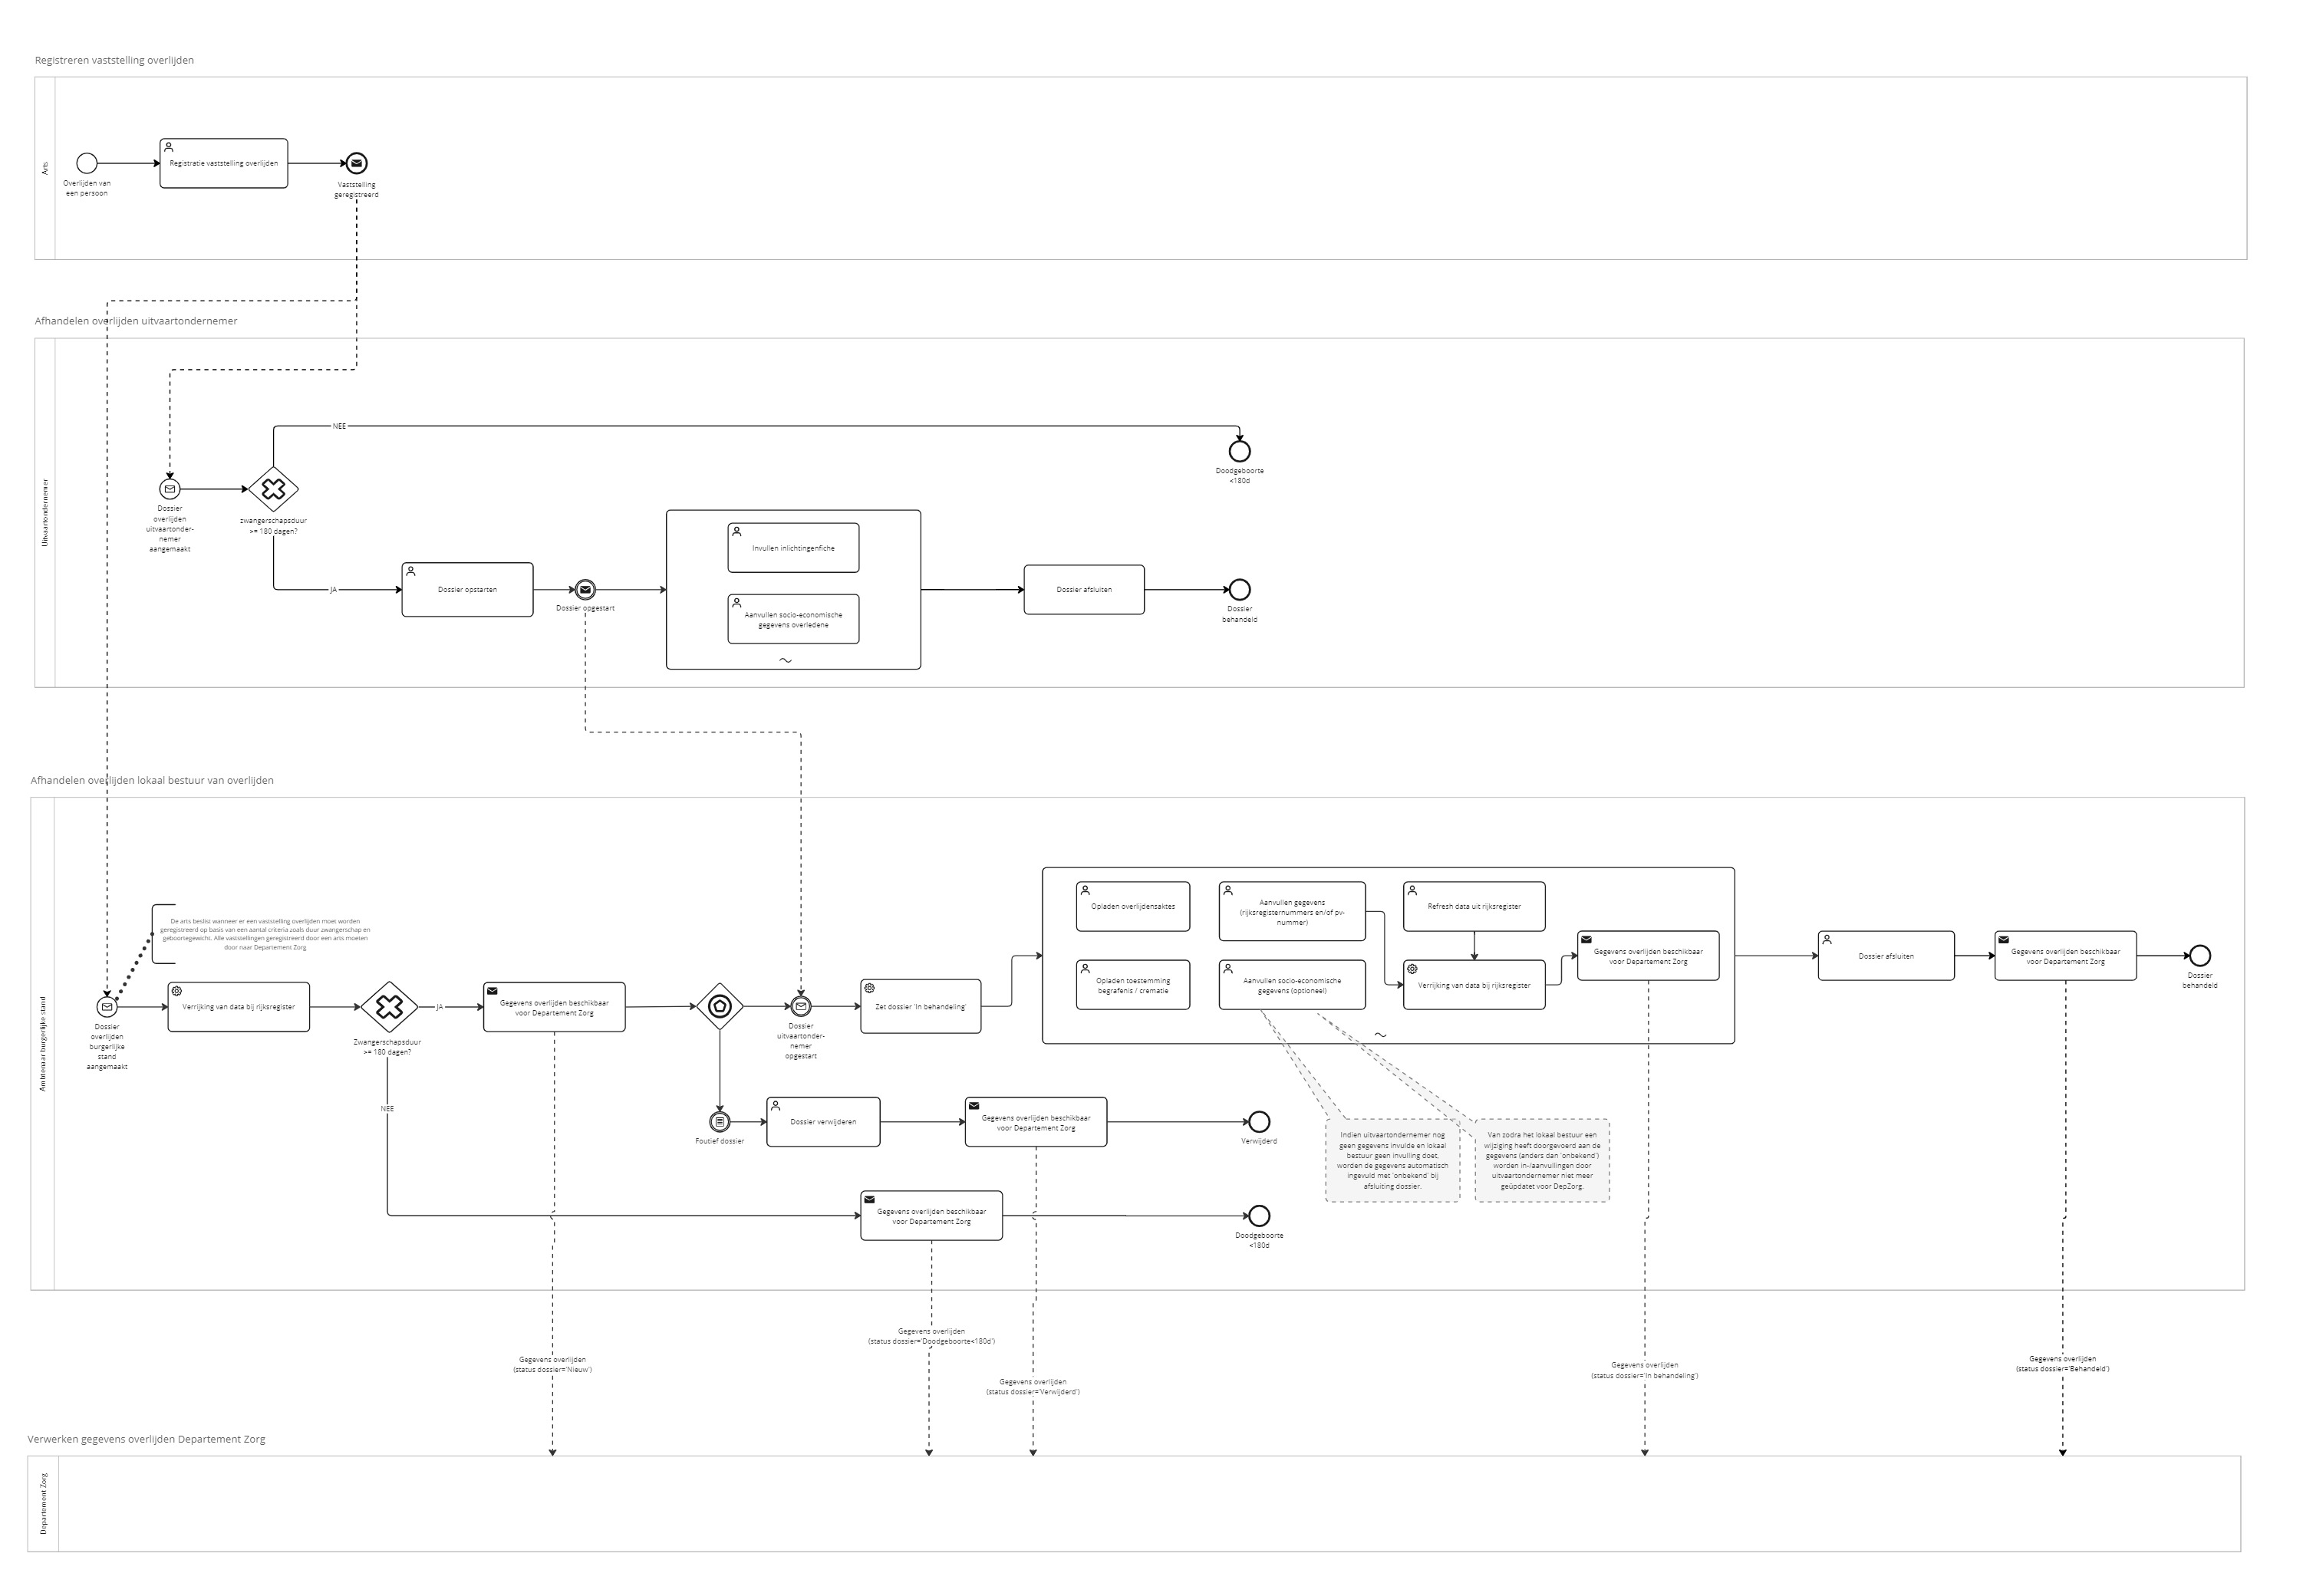 Registreren vaststelling overlijden
Arts
Overlijden van
een persoon
Registratie vaststelling overlijden
Vaststelling
geregistreerd
Afhandelen overlijden uitvaartondernemer
Uitvaartondernemer
Dossier
overlijden
uitvaartonder-
nemer
aangemaakt
zwangerschapsduur
>= 180 dagen?
NEE
Doodgeboorte
<180d
JA
Dossier opstarten
Dossier opgestart
Invullen inlichtingenfiche
Aanvullen socio-economische
gegevens overledene
Dossier afsluiten
Dossier
behandeld
Afhandelen overlijden lokaal bestuur van overlijden
Ambtenaar burgerlijke stand
De arts beslist wanneer er een vaststelling overlijden moet worden
geregistreerd op basis van een aantal criteria zoals duur zwangerschap en
geboortegewicht. Alle vaststellingen geregistreerd door een arts moeten
door naar Departement Zorg
Dossier
overlijden
burgerlijke
stand
aangemaakt
Verrijking van data bij rijksregister
Zwangerschapsduur
>= 180 dagen?
JA
Gegevens overlijden beschikbaar
voor Departement Zorg
Dossier
uitvaartonder-
nemer
opgestart
Zet dossier 'In behandeling'
Opladen overlijdensaktes
Aanvullen gegevens
(rijksregisternummers en/of pv-
nummer)
Refresh data uit rijksregister
Opladen toestemming
begrafenis / crematie
Aanvullen socio-economische
gegevens (optioneel)
Verrijking van data bij rijksregister
Gegevens overlijden beschikbaar
voor Departement Zorg
Dossier afsluiten
Gegevens overlijden beschikbaar
voor Departement Zorg
Dossier
behandeld
NEE
Foutief dossier
Dossier verwijderen
Gegevens overlijden beschikbaar
voor Departement Zorg
Verwijderd
Indien uitvaartondernemer nog
geen gegevens invulde en lokaal
bestuur geen invulling doet,
worden de gegevens automatisch
ingevuld met 'onbekend' bij
afsluiting dossier.
Van zodra het lokaal bestuur een
wijziging heeft doorgevoerd aan de
gegevens (anders dan 'onbekend')
worden in-/aanvullingen door
uitvaartondernemer niet meer
geüpdatet voor DepZorg.
Gegevens overlijden beschikbaar
voor Departement Zorg
Doodgeboorte
<180d
Gegevens overlijden
(status dossier='Nieuw')
Gegevens overlijden
(status dossier='Doodgeboorte<180d')
Gegevens overlijden
(status dossier='Verwijderd')
Gegevens overlijden
(status dossier='In behandeling')
Gegevens overlijden
(status dossier='Behandeld')
Verwerken gegevens overlijden Departement Zorg
Departement Zorg